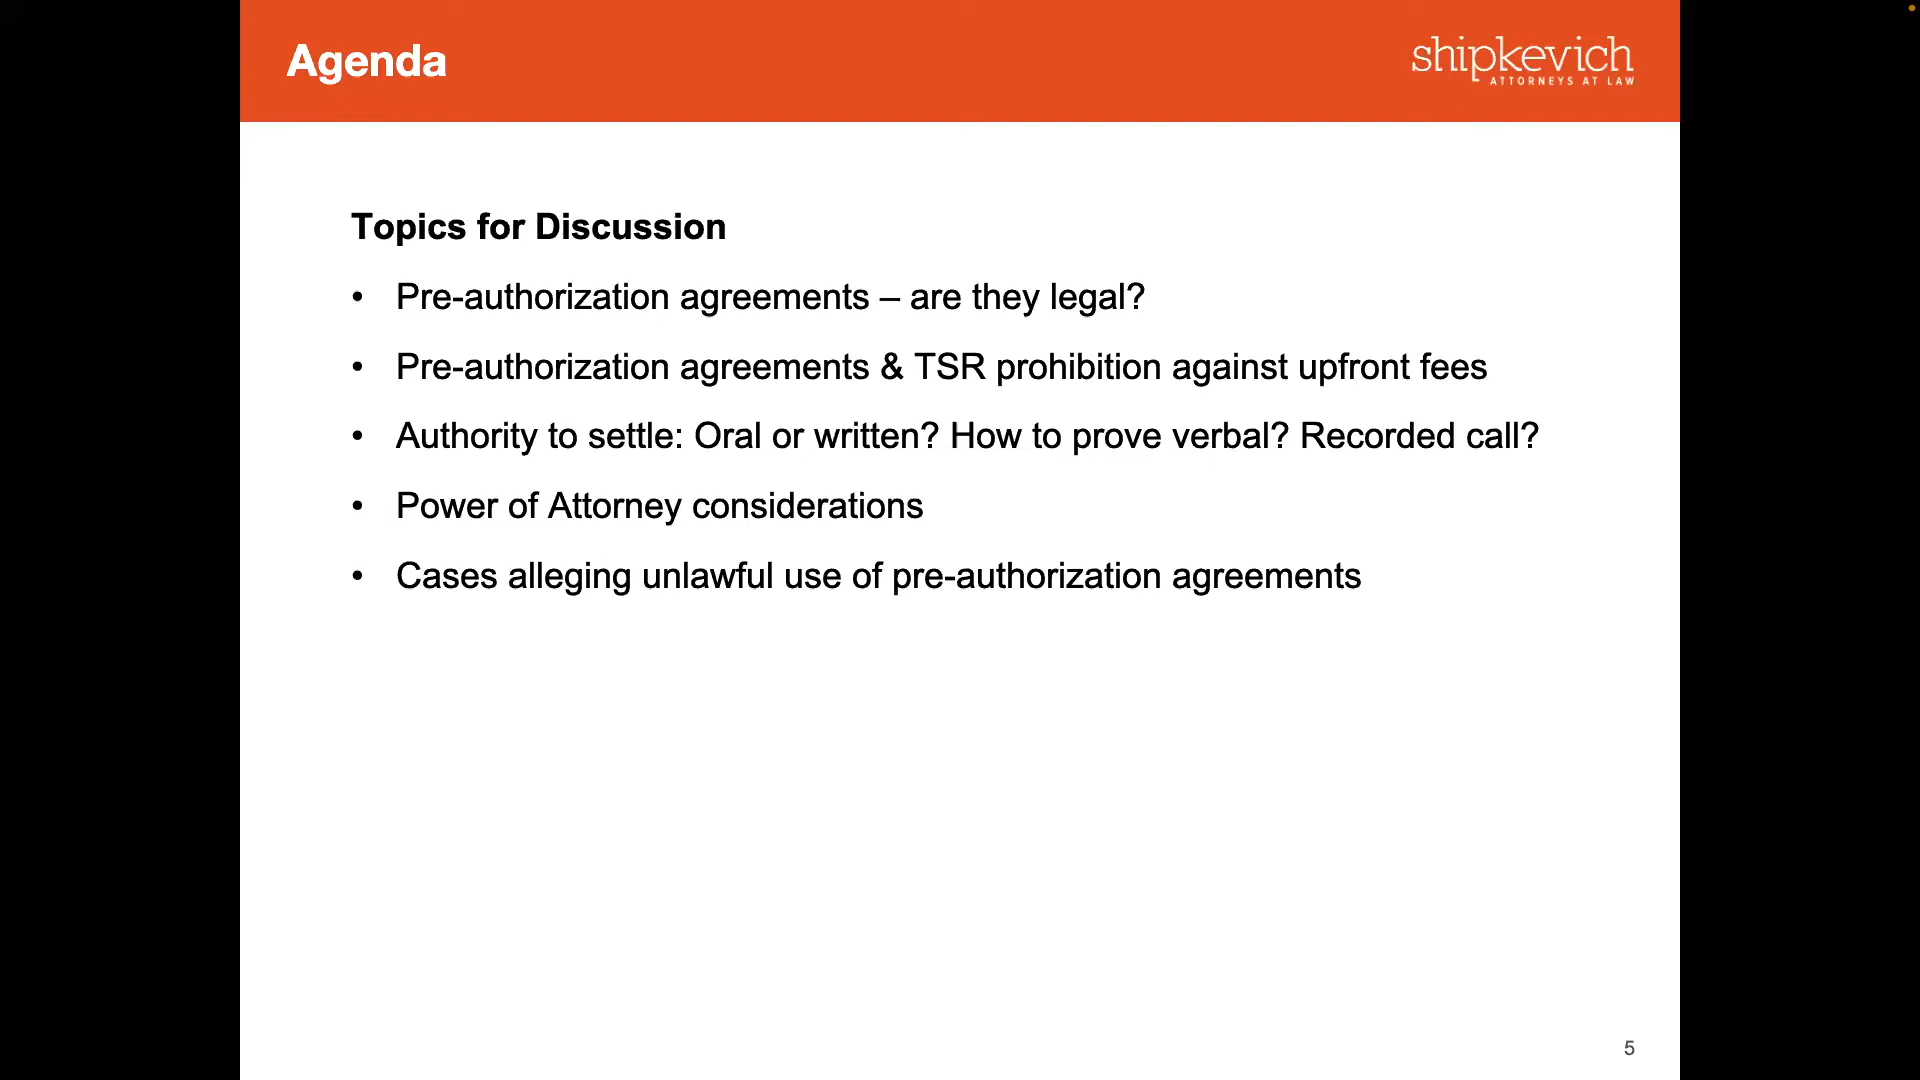 Agenda
shipkevich
ATTORNEYS AT LAW
Topics for Discussion
• Pre-authorization agreements – are they legal?
• Pre-authorization agreements & TSR prohibition against upfront fees
• Authority to settle: Oral or written? How to prove verbal? Recorded call?
• Power of Attorney considerations
• Cases alleging unlawful use of pre-authorization agreements
5